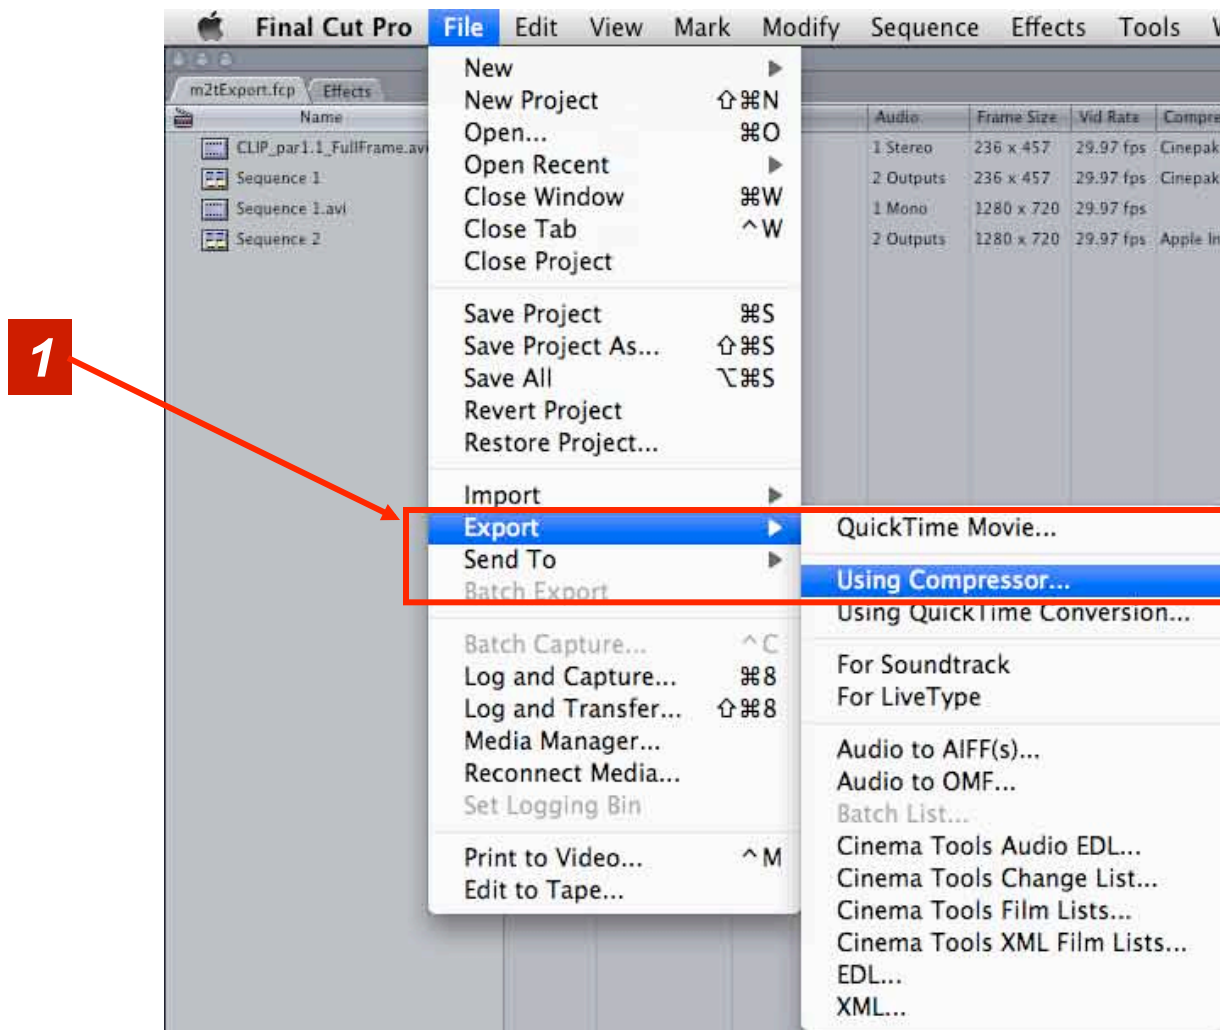 Final Cut Pro File Edit View Mark Modify Sequence Effects Tools
m2tExport.fcp Effects
Name Audio Frame Size Vid Rate Compre
CLIP_par1.1_FullFrame.avi 1 Stereo 236 x 457 29.97 fps Cinepak
Sequence 1 2 Outputs 236 x 457 29.97 fps Cinepak
Sequence 1.avi 1 Mono 1280 x 720 29.97 fps
Sequence 2 2 Outputs 1280 x 720 29.97 fps Apple In
New
New Project ⇧⌘N
Open... ⌘O
Open Recent
Close Window ⌘W
Close Tab ^W
Close Project
Save Project ⌘S
Save Project As... ⇧⌘S
Save All ⌥⌘S
Revert Project
Restore Project...
1
Import
Export
Send To
Batch Export
Batch Capture... ^C
Log and Capture... ⌘8
Log and Transfer... ⇧⌘8
Media Manager...
Reconnect Media...
Set Logging Bin
Print to Video... ^M
Edit to Tape...
QuickTime Movie...
Using Compressor...
Using QuickTime Conversion...
For Soundtrack
For LiveType
Audio to AIFF(s)...
Audio to OMF...
Batch List...
Cinema Tools Audio EDL...
Cinema Tools Change List...
Cinema Tools Film Lists...
Cinema Tools XML Film Lists...
EDL...
XML...